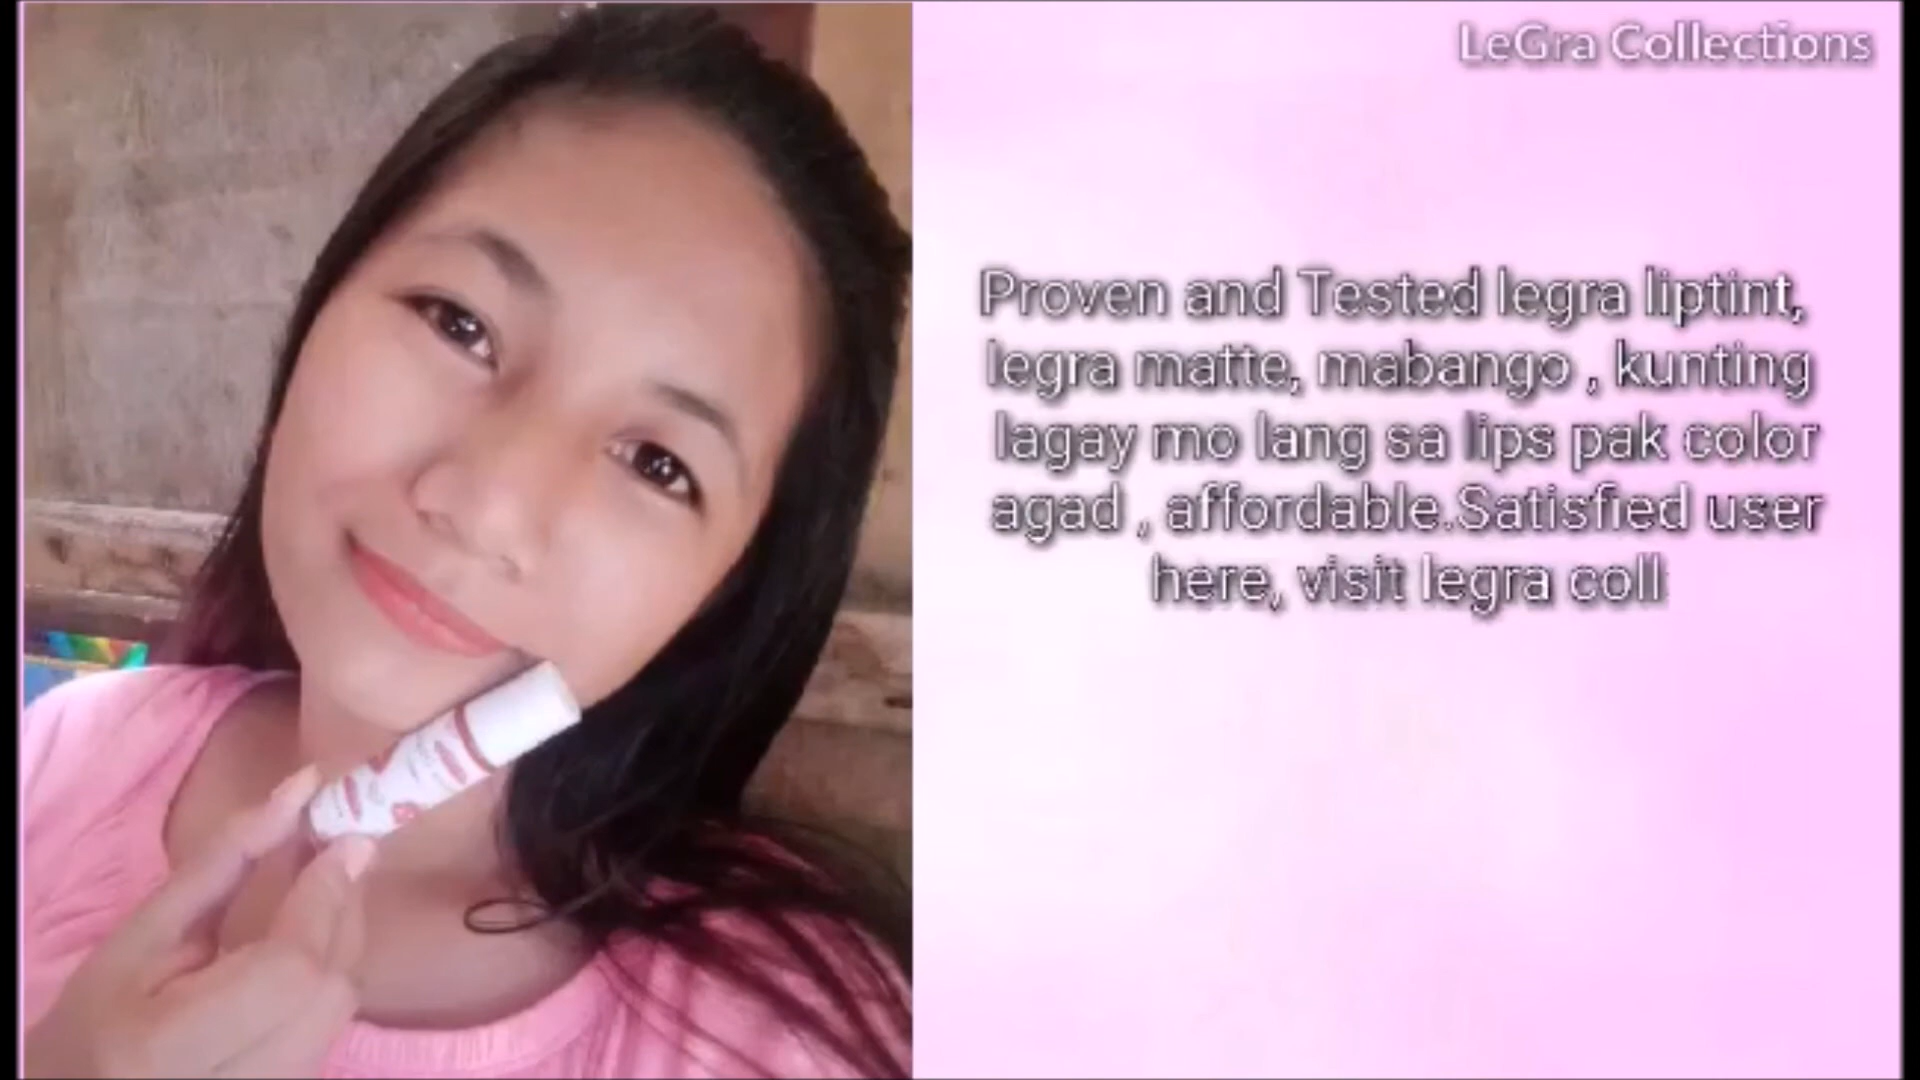 LeGra Collections
Proven and Tested legra liptint,
legra matte, mabango , kunting
lagay mo lang sa lips pak color
agad , affordable.Satisfied user
here, visit legra coll